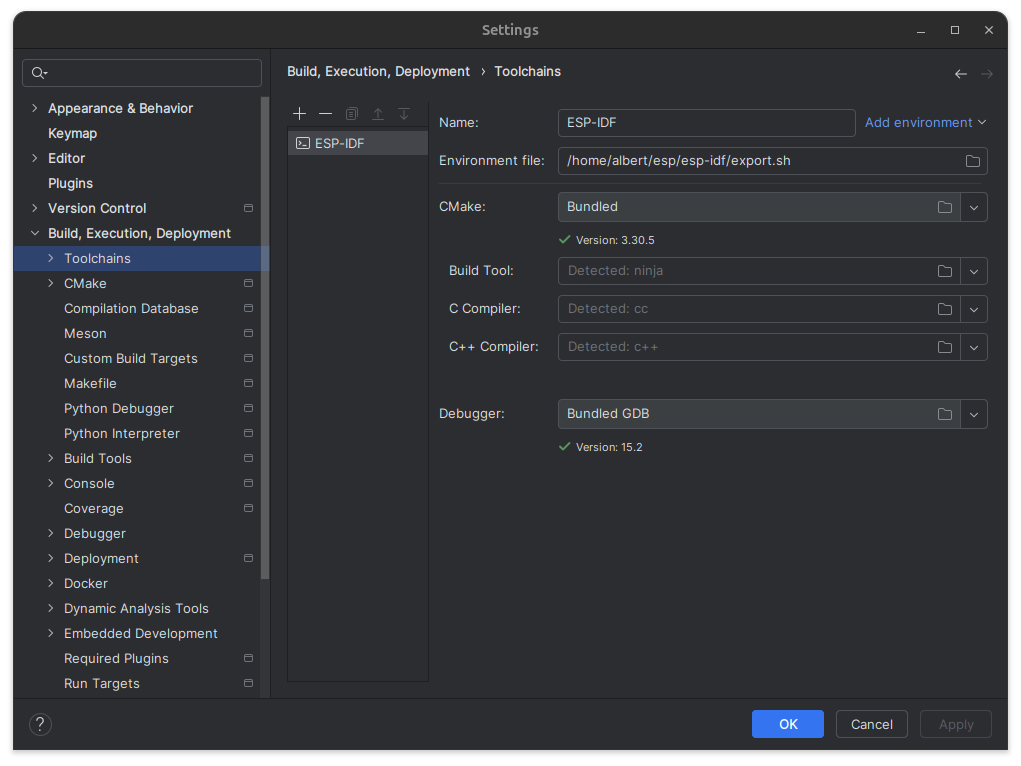 Settings
Appearance & Behavior
Keymap
Editor
Plugins
Version Control
Build, Execution, Deployment
Toolchains
CMake
Compilation Database
Meson
Custom Build Targets
Makefile
Python Debugger
Python Interpreter
Build Tools
Console
Coverage
Debugger
Deployment
Docker
Dynamic Analysis Tools
Embedded Development
Required Plugins
Run Targets
Build, Execution, Deployment › Toolchains
ESP-IDF
Name: ESP-IDF Add environment
Environment file: /home/albert/esp/esp-idf/export.sh
CMake: Bundled
Version: 3.30.5
Build Tool: Detected: ninja
C Compiler: Detected: cc
C++ Compiler: Detected: c++
Debugger: Bundled GDB
Version: 15.2
? OK Cancel Apply